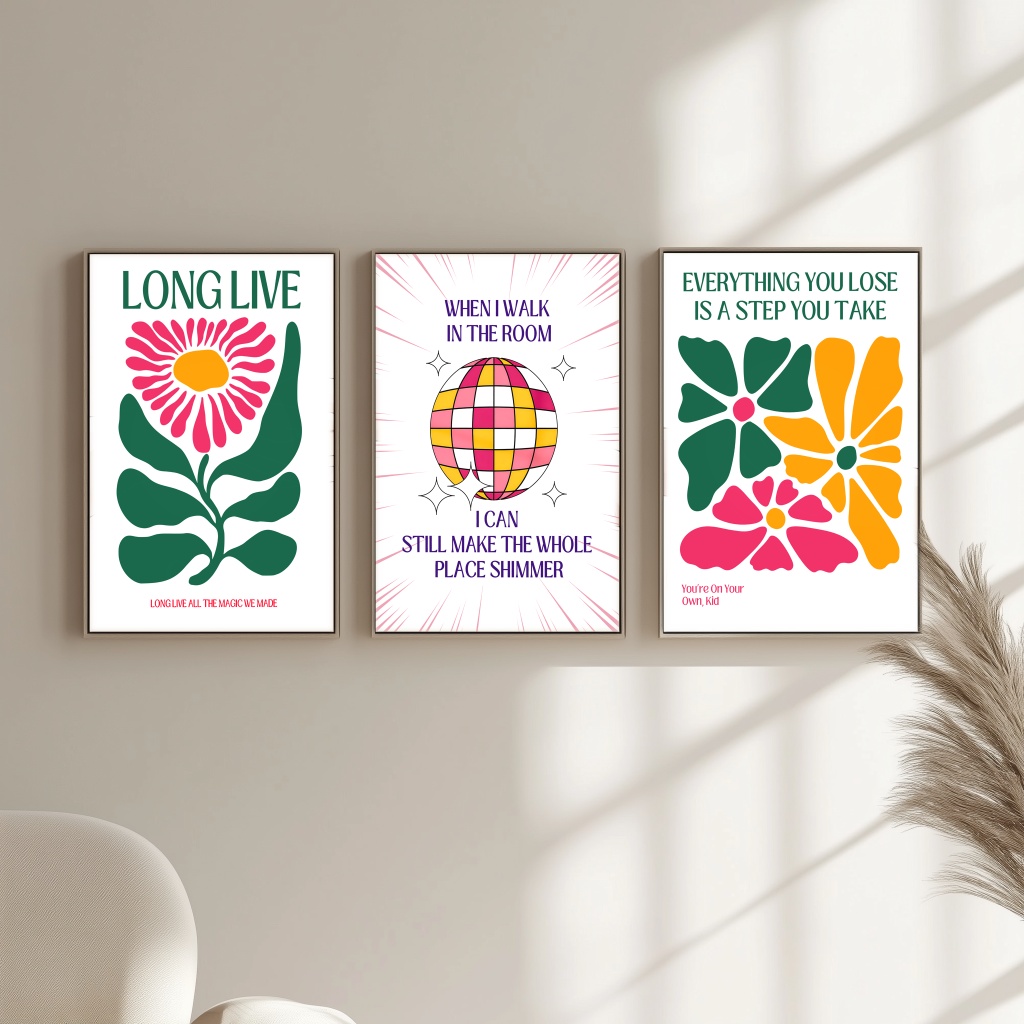 LONG LIVE
LONG LIVE ALL THE MAGIC WE MADE
WHEN I WALK
IN THE ROOM
I CAN
STILL MAKE THE WHOLE
PLACE SHIMMER
EVERYTHING YOU LOSE
IS A STEP YOU TAKE
You're On Your
Own, Kid